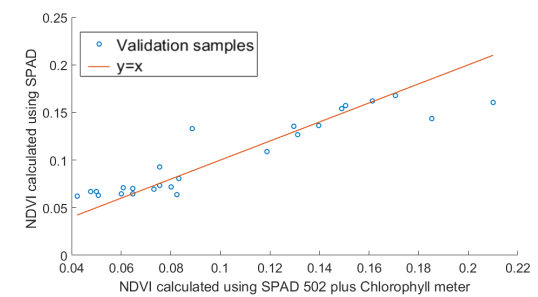 0.25
0.2
0.15
0.1
0.05
0
NDVI calculated using SPAD
Validation samples
y=x
0.04 0.06 0.08 0.1 0.12 0.14 0.16 0.18 0.2 0.22
NDVI calculated using SPAD 502 plus Chlorophyll meter